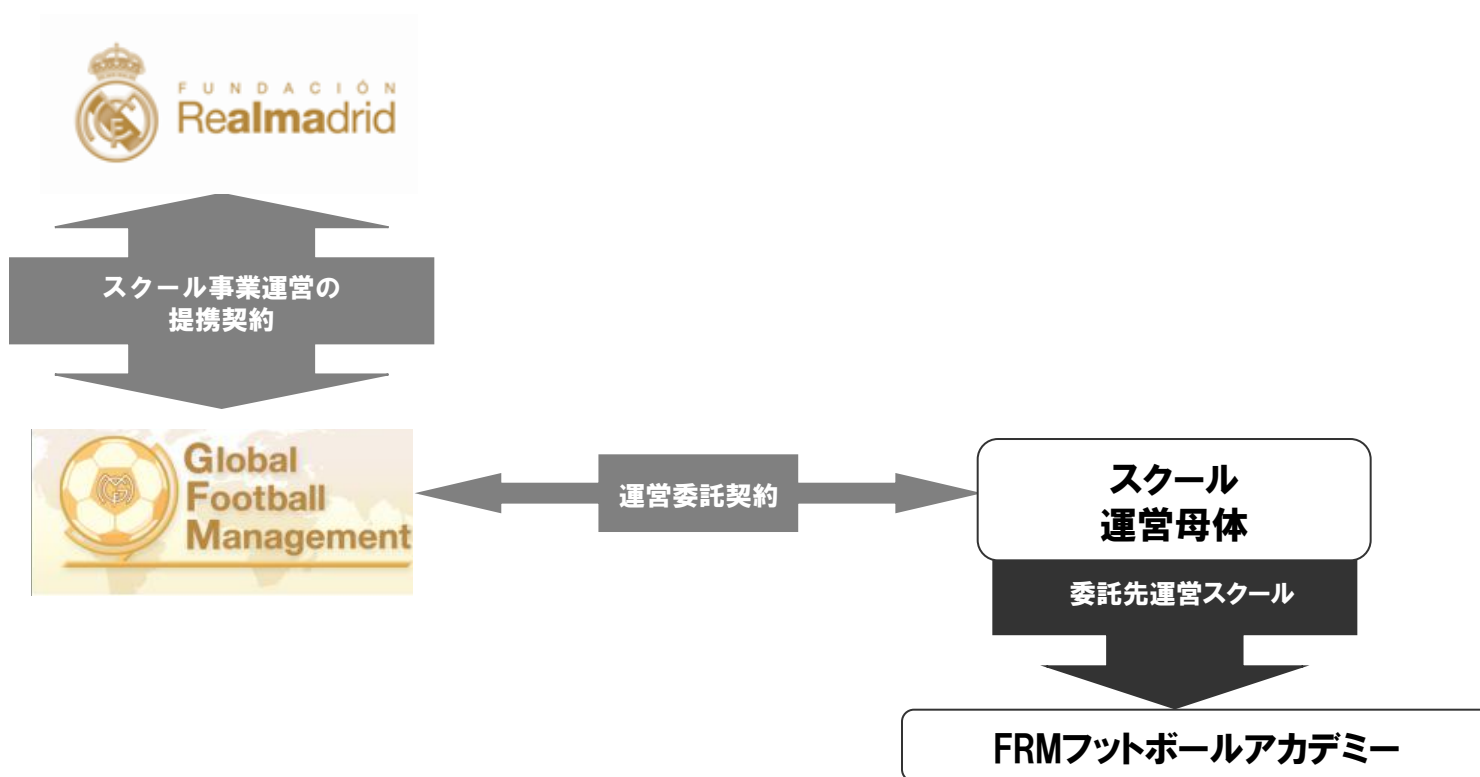 FUNDACIÓN
Realmadrid
スクール事業運営の
提携契約
Global
Football
Management
運営委託契約
スクール
運営母体
委託先運営スクール
FRMフットボールアカデミー